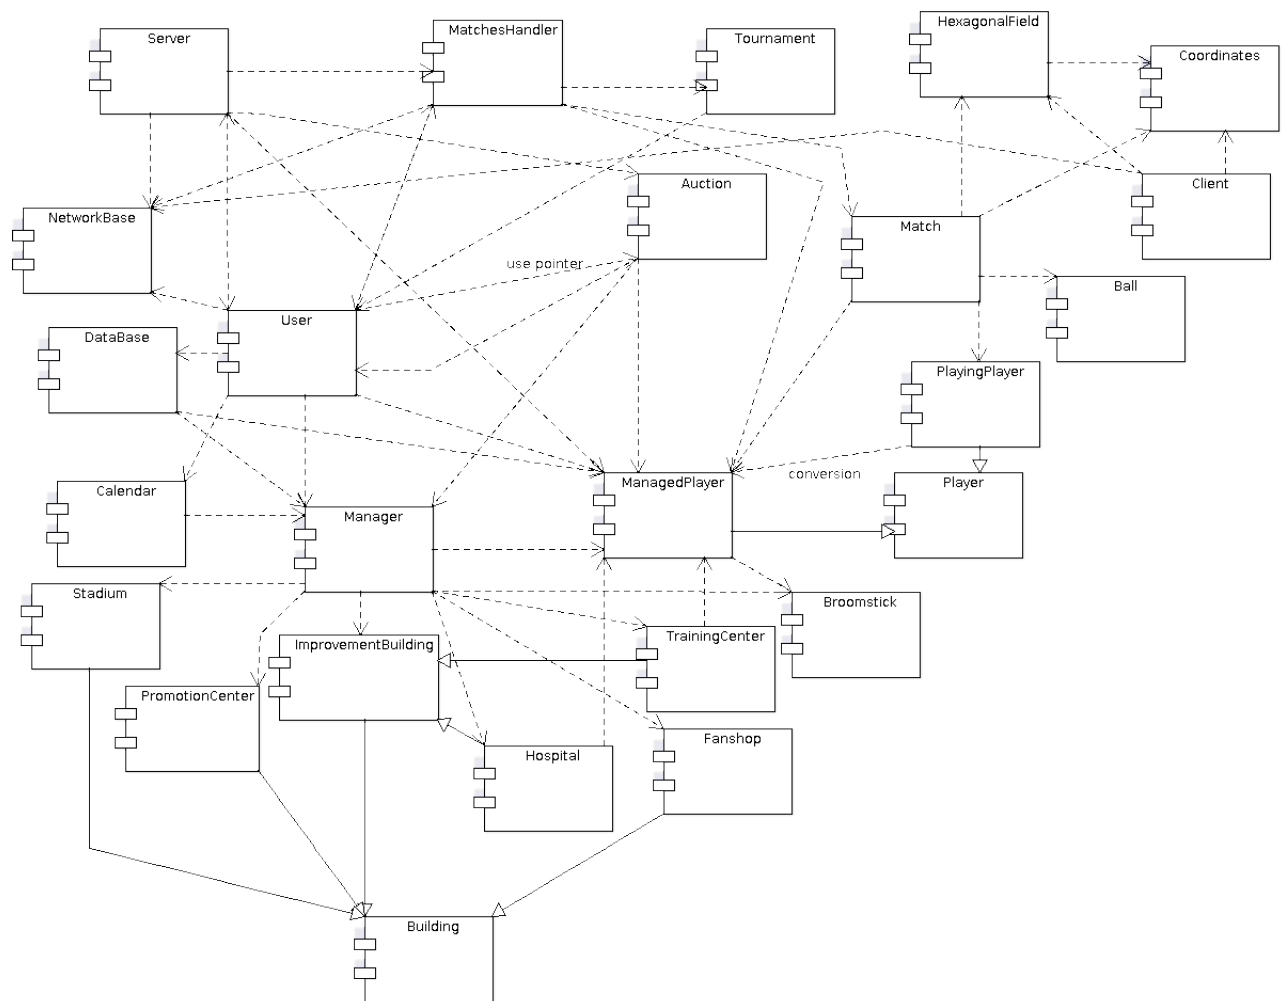 Server
MatchesHandler
Tournament
HexagonalField
Coordinates
Auction
Client
NetworkBase
Match
use pointer
Ball
User
DataBase
PlayingPlayer
conversion
ManagedPlayer
Player
Calendar
Manager
Stadium
Broomstick
ImprovementBuilding
TrainingCenter
PromotionCenter
Fanshop
Hospital
Building